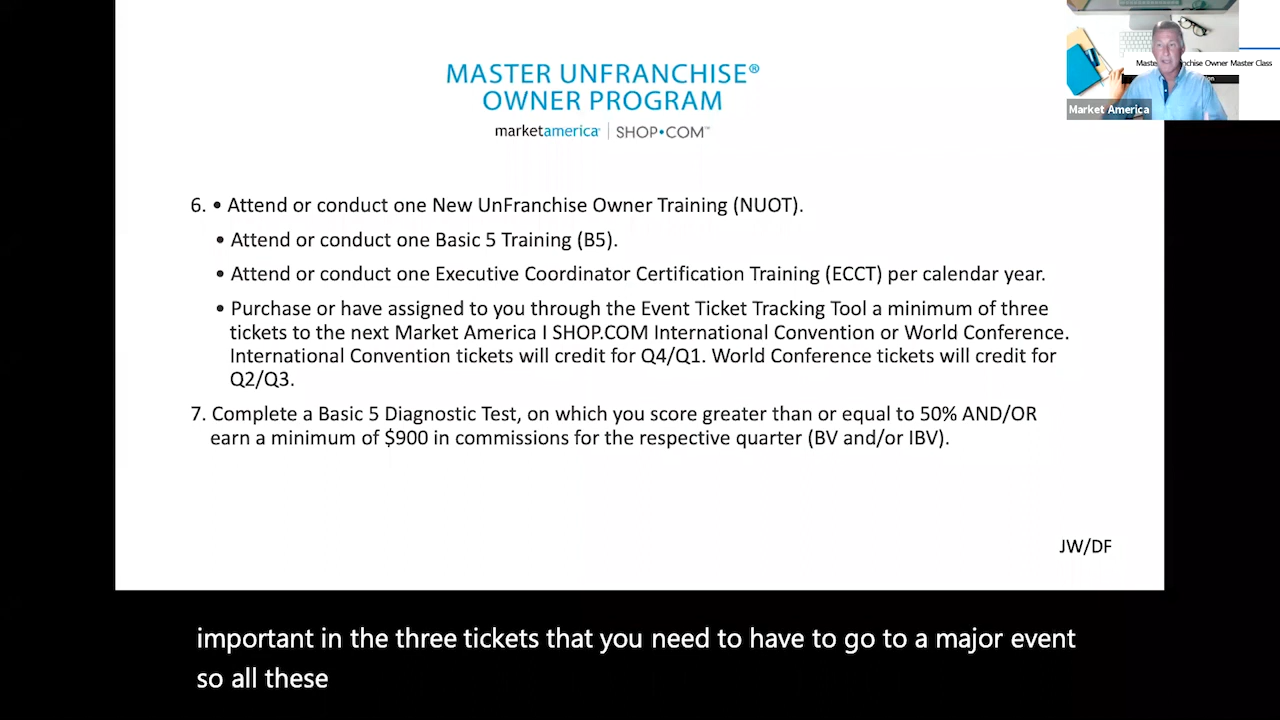 MASTER UNFRANCHISE®
OWNER PROGRAM
marketamerica | SHOP•COM™
Master
nchise Owner Master Class
Market America
6. • Attend or conduct one New UnFranchise Owner Training (NUOT).
• Attend or conduct one Basic 5 Training (B5).
• Attend or conduct one Executive Coordinator Certification Training (ECCT) per calendar year.
• Purchase or have assigned to you through the Event Ticket Tracking Tool a minimum of three
tickets to the next Market America I SHOP.COM International Convention or World Conference.
International Convention tickets will credit for Q4/Q1. World Conference tickets will credit for
Q2/Q3.
7. Complete a Basic 5 Diagnostic Test, on which you score greater than or equal to 50% AND/OR
earn a minimum of $900 in commissions for the respective quarter (BV and/or IBV).
JW/DF
important in the three tickets that you need to have to go to a major event
so all these